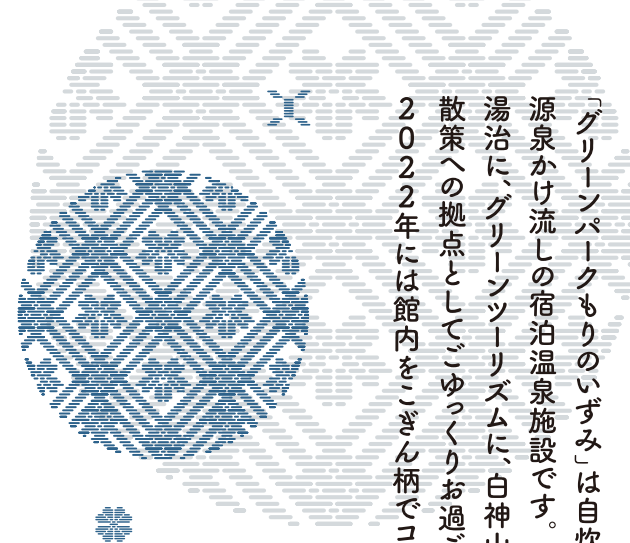 「グリーンパークもりのいずみ」は自炊
源泉かけ流しの宿泊温泉施設です。
湯治に、グリーンツーリズムに、白神山
散策への拠点としてごゆっくりお過ご
2022年には館内をこぎん柄でコ